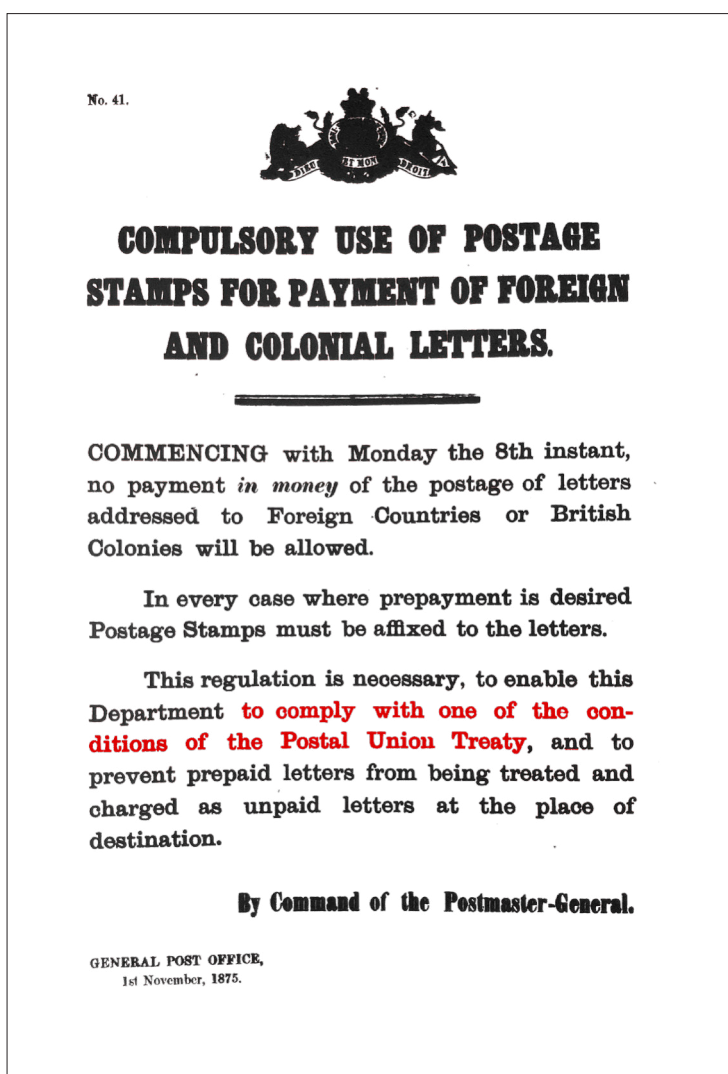 No. 41.
DIEU ET MON DROIT
COMPULSORY USE OF POSTAGE
STAMPS FOR PAYMENT OF FOREIGN
AND COLONIAL LETTERS.
COMMENCING with Monday the 8th instant,
no payment in money of the postage of letters
addressed to Foreign Countries or British
Colonies will be allowed.
In every case where prepayment is desired
Postage Stamps must be affixed to the letters.
This regulation is necessary, to enable this
Department to comply with one of the con-
ditions of the Postal Union Treaty, and to
prevent prepaid letters from being treated and
charged as unpaid letters at the place of
destination.
By Command of the Postmaster-General.
GENERAL POST OFFICE,
1st November, 1875.